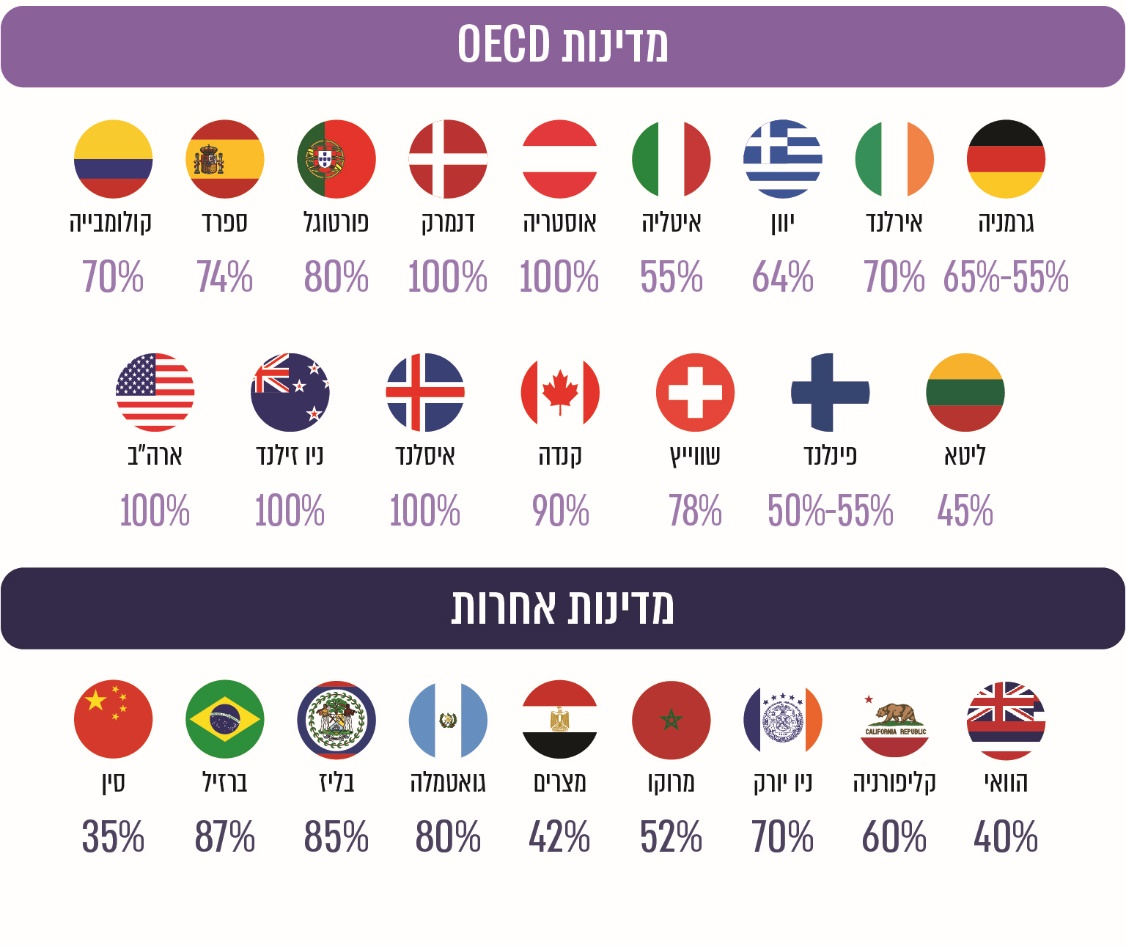 מדינות OECD
גרמניה אירלנד יוון איטליה אוסטריה דנמרק פורטוגל ספרד קולומבייה
65%-55% 70% 64% 55% 100% 100% 80% 74% 70%
ליטא פינלנד שווייץ קנדה איסלנד ניו זילנד ארה"ב
45% 50%-55% 78% 90% 100% 100% 100%
מדינות אחרות
CALIFORNIA REPUBLIC
הוואי קליפורניה ניו יורק מרוקו מצרים גואטמלה בליז ברזיל סין
40% 60% 70% 52% 42% 80% 85% 87% 35%